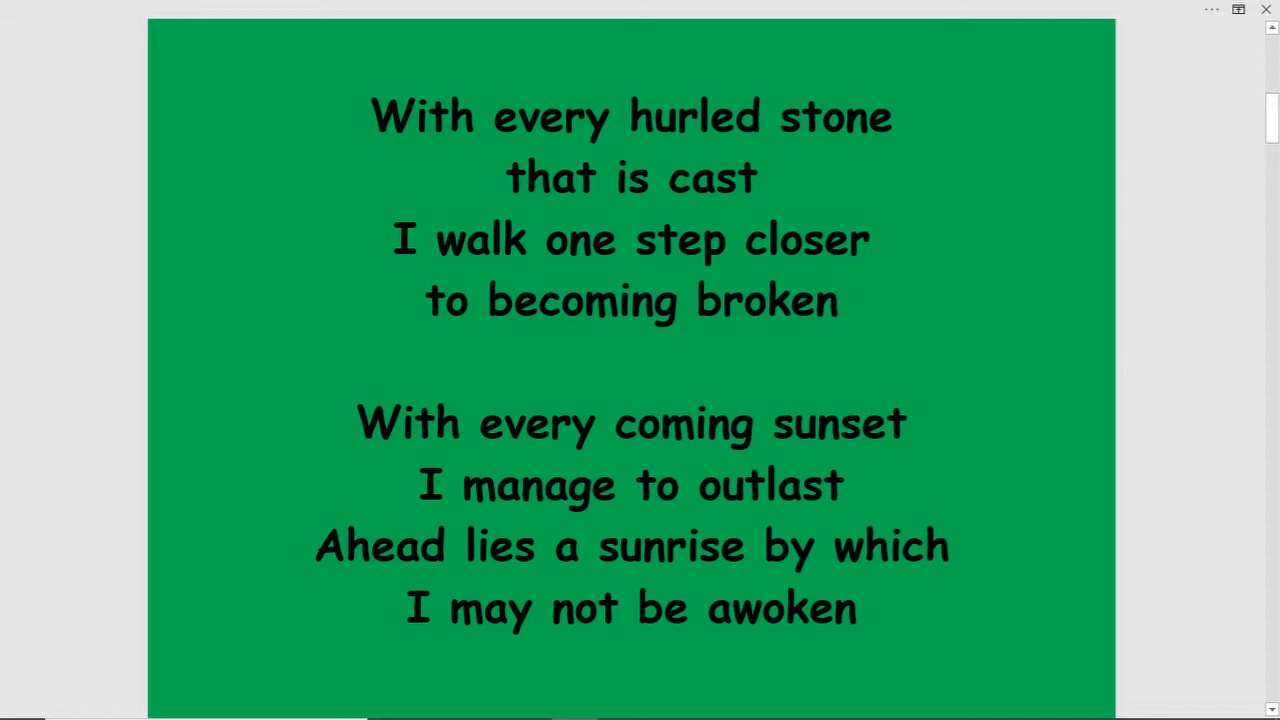 With every hurled stone
that is cast
I walk one step closer
to becoming broken
With every coming sunset
I manage to outlast
Ahead lies a sunrise by which
I may not be awoken